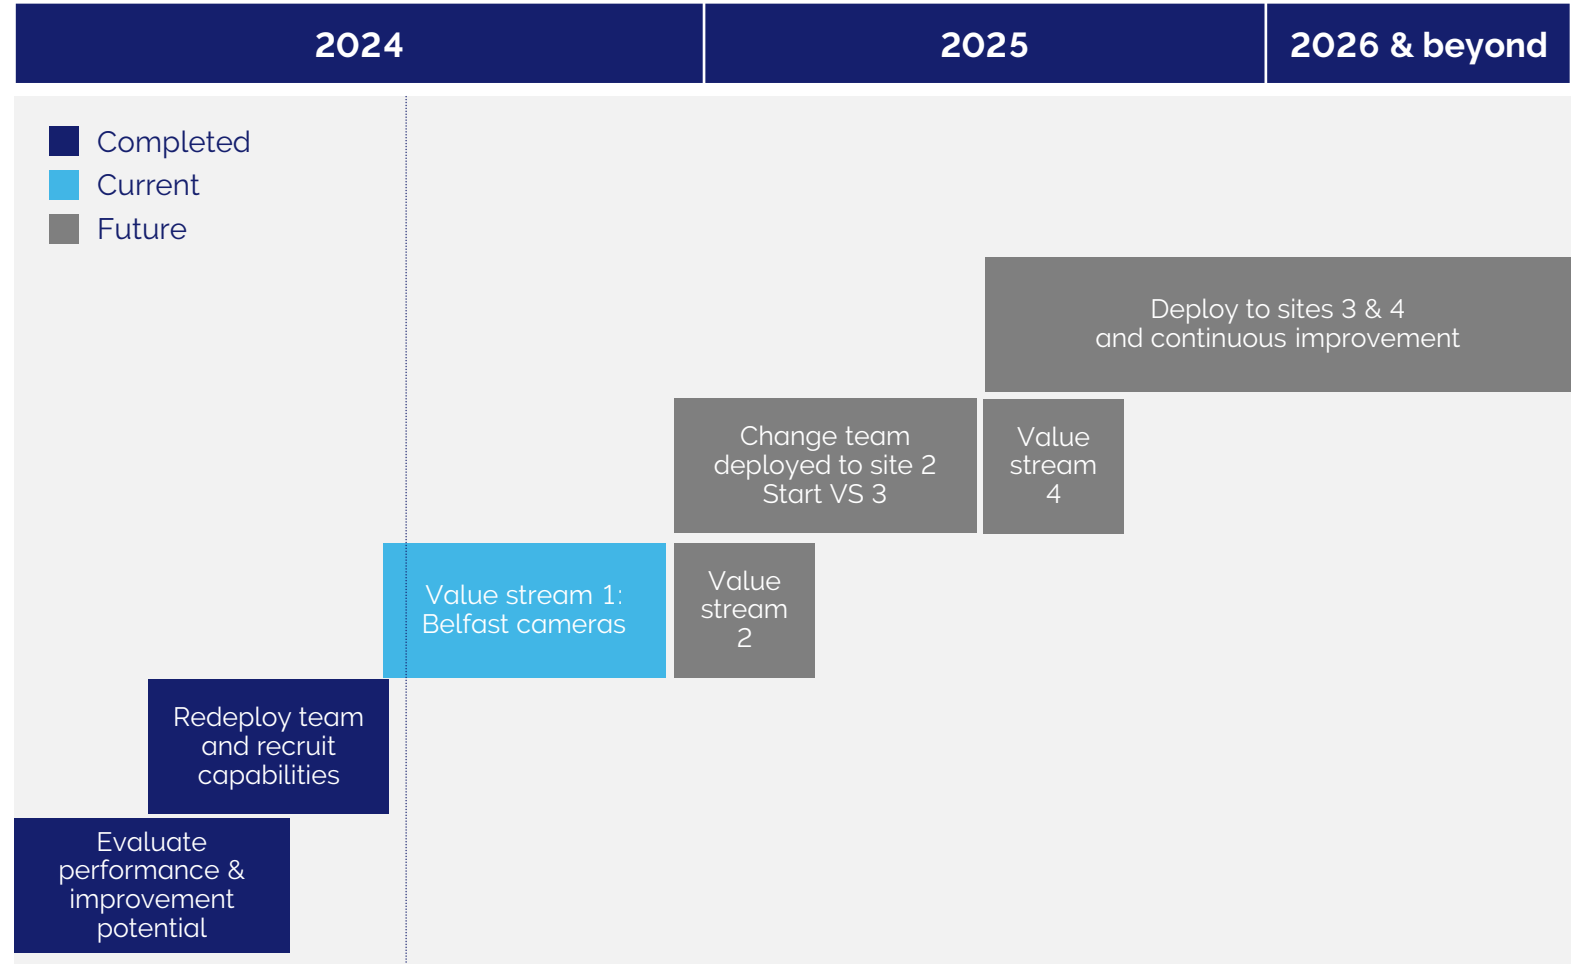 2024
2025
2026 & beyond
Completed
Current
Future
Deploy to sites 3 & 4
and continuous improvement
Change team
deployed to site 2
Start VS 3
Value
stream
4
Value stream 1:
Belfast cameras
Value
stream
2
Redeploy team
and recruit
capabilities
Evaluate
performance &
improvement
potential